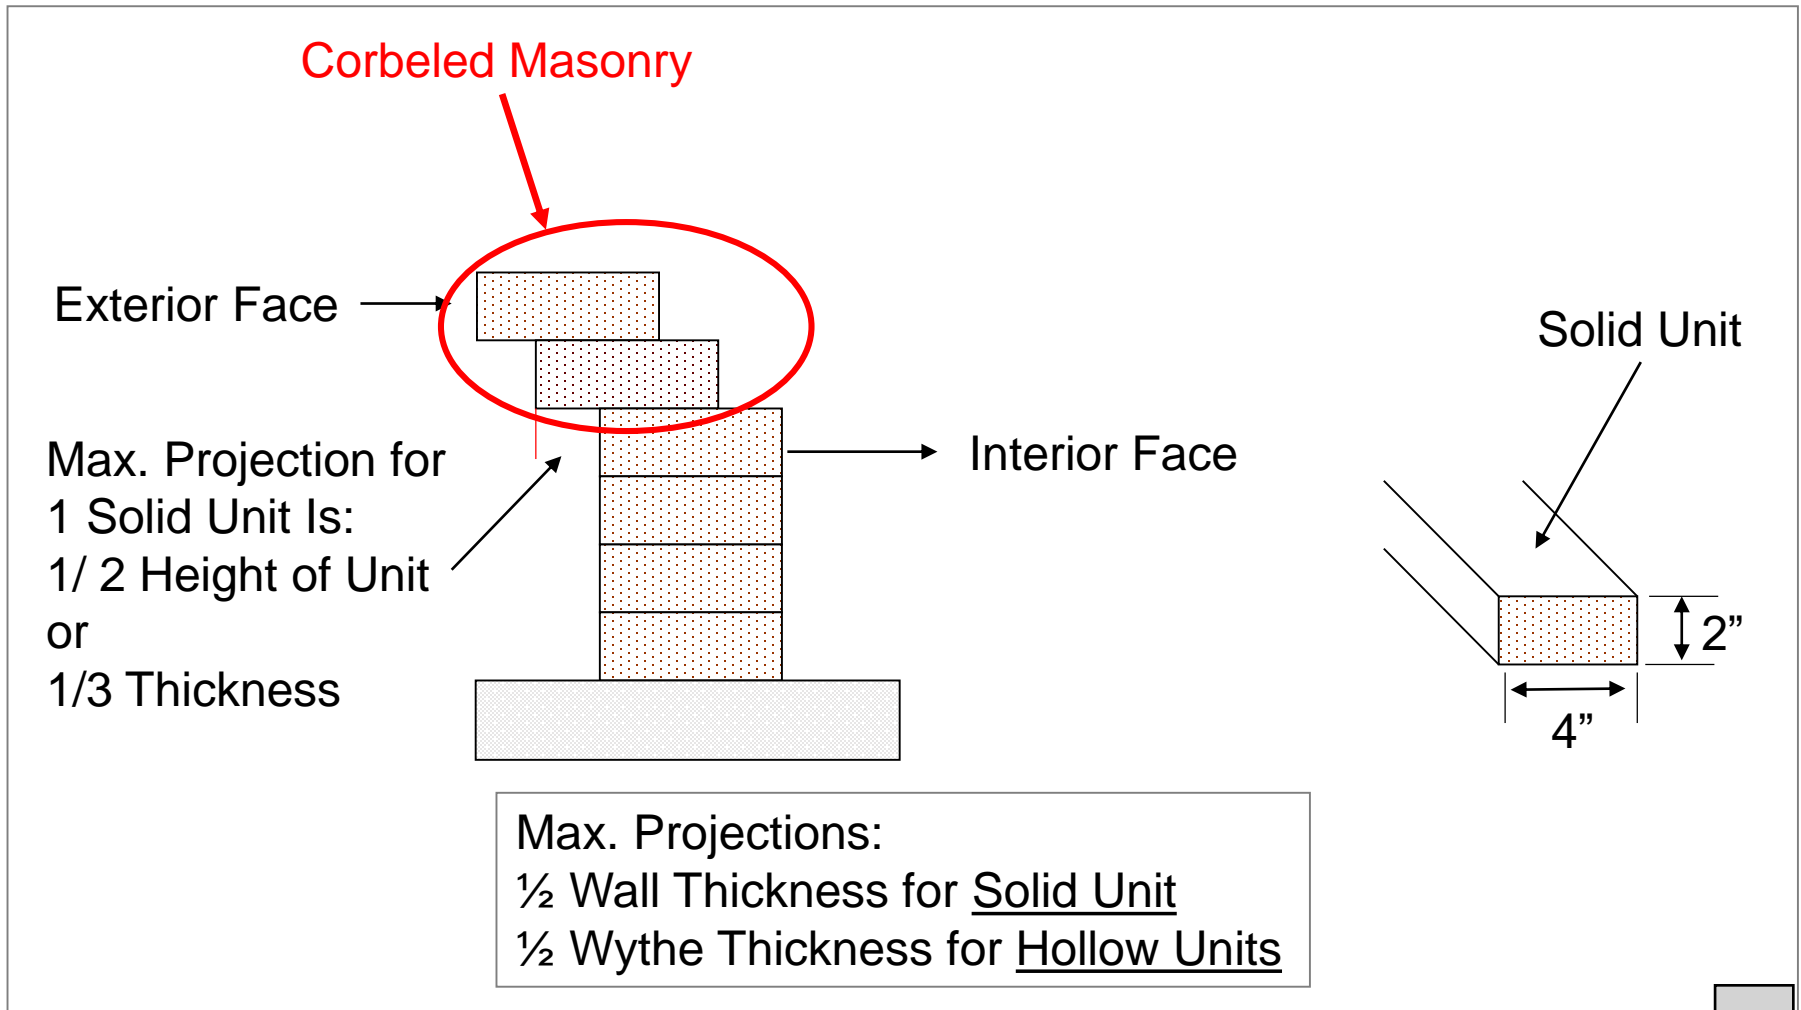 Corbeled Masonry
Exterior Face
Solid Unit
Max. Projection for
1 Solid Unit Is:
1/ 2 Height of Unit
or
1/3 Thickness
Interior Face
2”
4”
Max. Projections:
½ Wall Thickness for Solid Unit
½ Wythe Thickness for Hollow Units